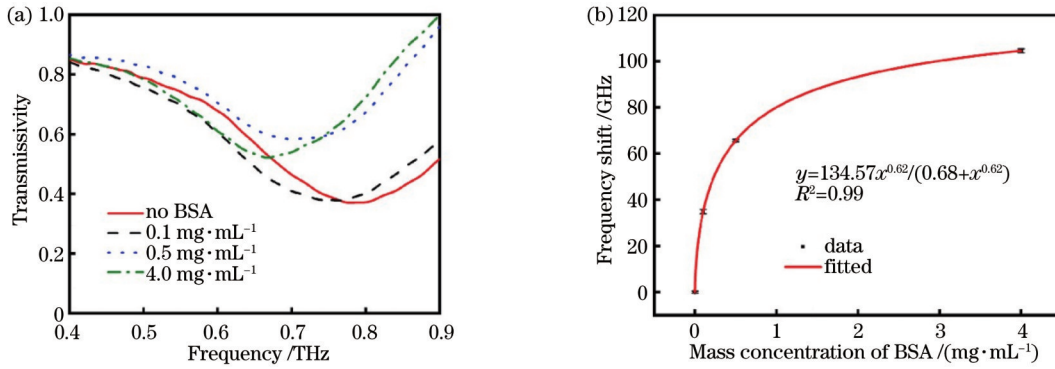 (a)
1.0
0.8
0.6
0.4
0.2
0
Transmissivity
no BSA
0.1 mg·mL⁻¹
0.5 mg·mL⁻¹
4.0 mg·mL⁻¹
0.4 0.5 0.6 0.7 0.8 0.9
Frequency /THz
(b)
120
100
80
60
40
20
0
Frequency shift /GHz
y=134.57x^0.62/(0.68+x^0.62)
R²=0.99
data
fitted
0 1 2 3 4
Mass concentration of BSA /(mg·mL⁻¹)